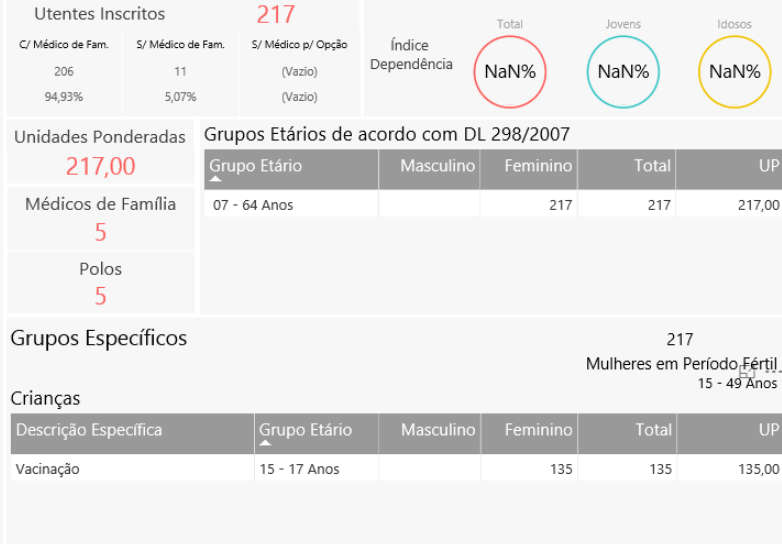 Utentes Inscritos 217
C/ Médico de Fam. S/ Médico de Fam. S/ Médico p/ Opção
206 11 (Vazio)
94,93% 5,07% (Vazio)
Índice Dependência
Total Jovens Idosos
NaN% NaN% NaN%
Unidades Ponderadas
217,00
Médicos de Família
5
Polos
5
Grupos Etários de acordo com DL 298/2007
Grupo Etário Masculino Feminino Total UP
07 - 64 Anos 217 217 217,00
Grupos Específicos
217
Mulheres em Período Fértil
15 - 49 Anos
Crianças
Descrição Específica Grupo Etário Masculino Feminino Total UP
Vacinação 15 - 17 Anos 135 135 135,00